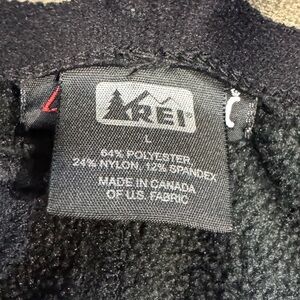 REI®
L
64% POLYESTER
24% NYLON, 12% SPANDEX
MADE IN CANADA
OF U.S. FABRIC